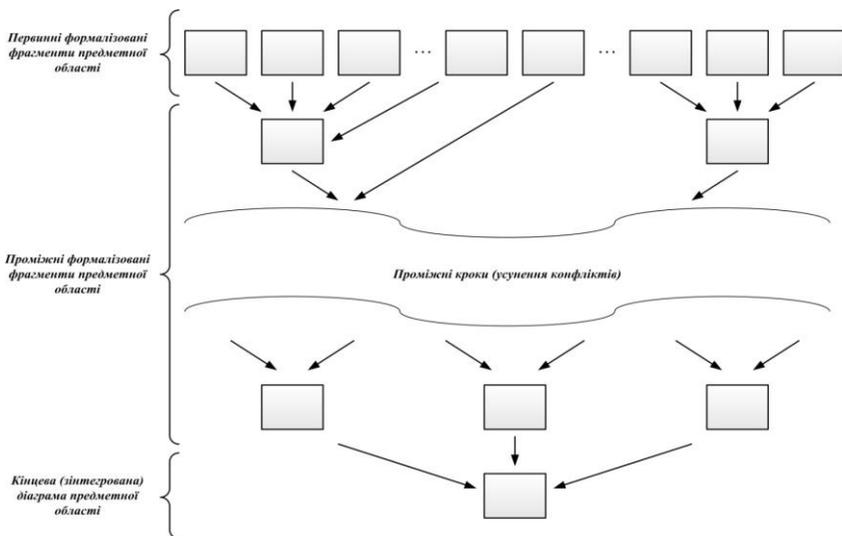 Первинні формалізовані
фрагменти предметної
області
...
...
Проміжні формалізовані
фрагменти предметної
області
Проміжні кроки (усунення конфліктів)
Кінцева (зінтегрована)
діаграма предметної
області